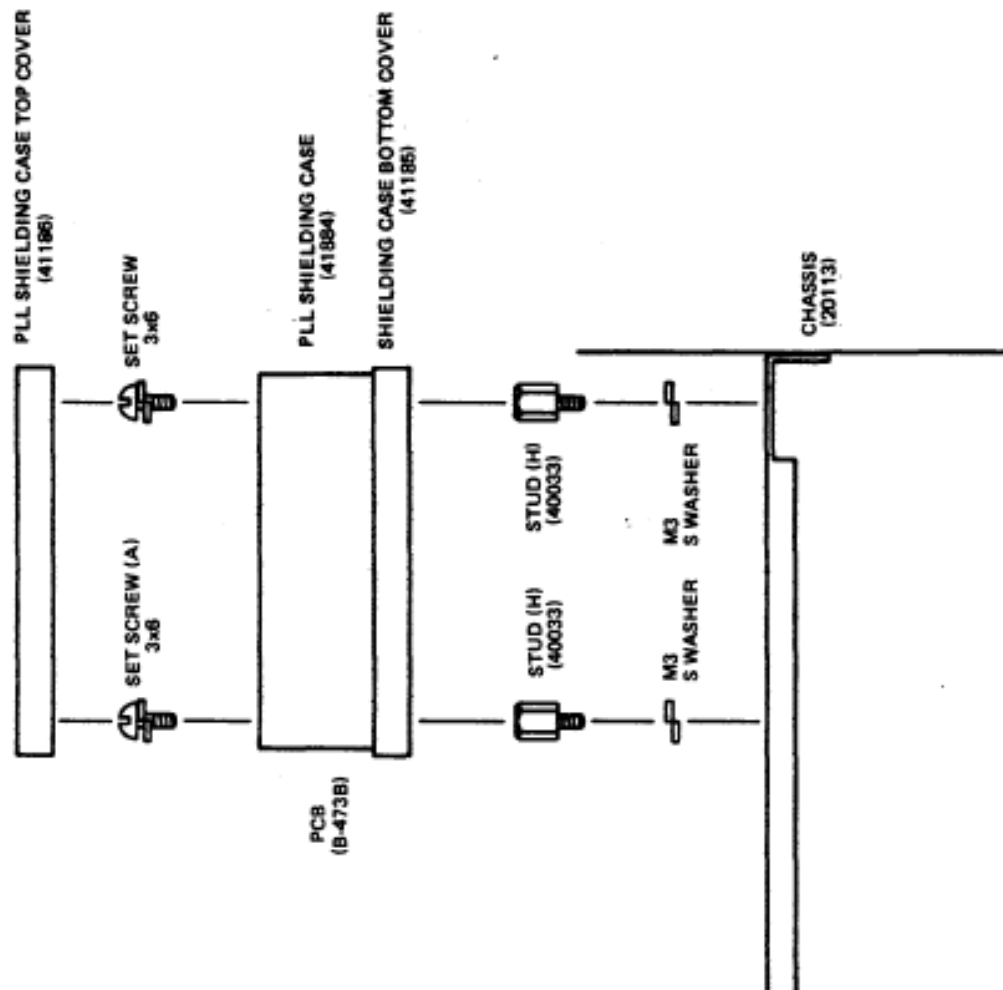 PLL SHIELDING CASE TOP COVER
(41186)
SET SCREW (A)
3x6
SET SCREW
3x6
PCB
(B-473B)
PLL SHIELDING CASE
(41884)
SHIELDING CASE BOTTOM COVER
(41185)
STUD (H)
(40033)
STUD (H)
(40033)
M3
S WASHER
M3
S WASHER
CHASSIS
(20113)